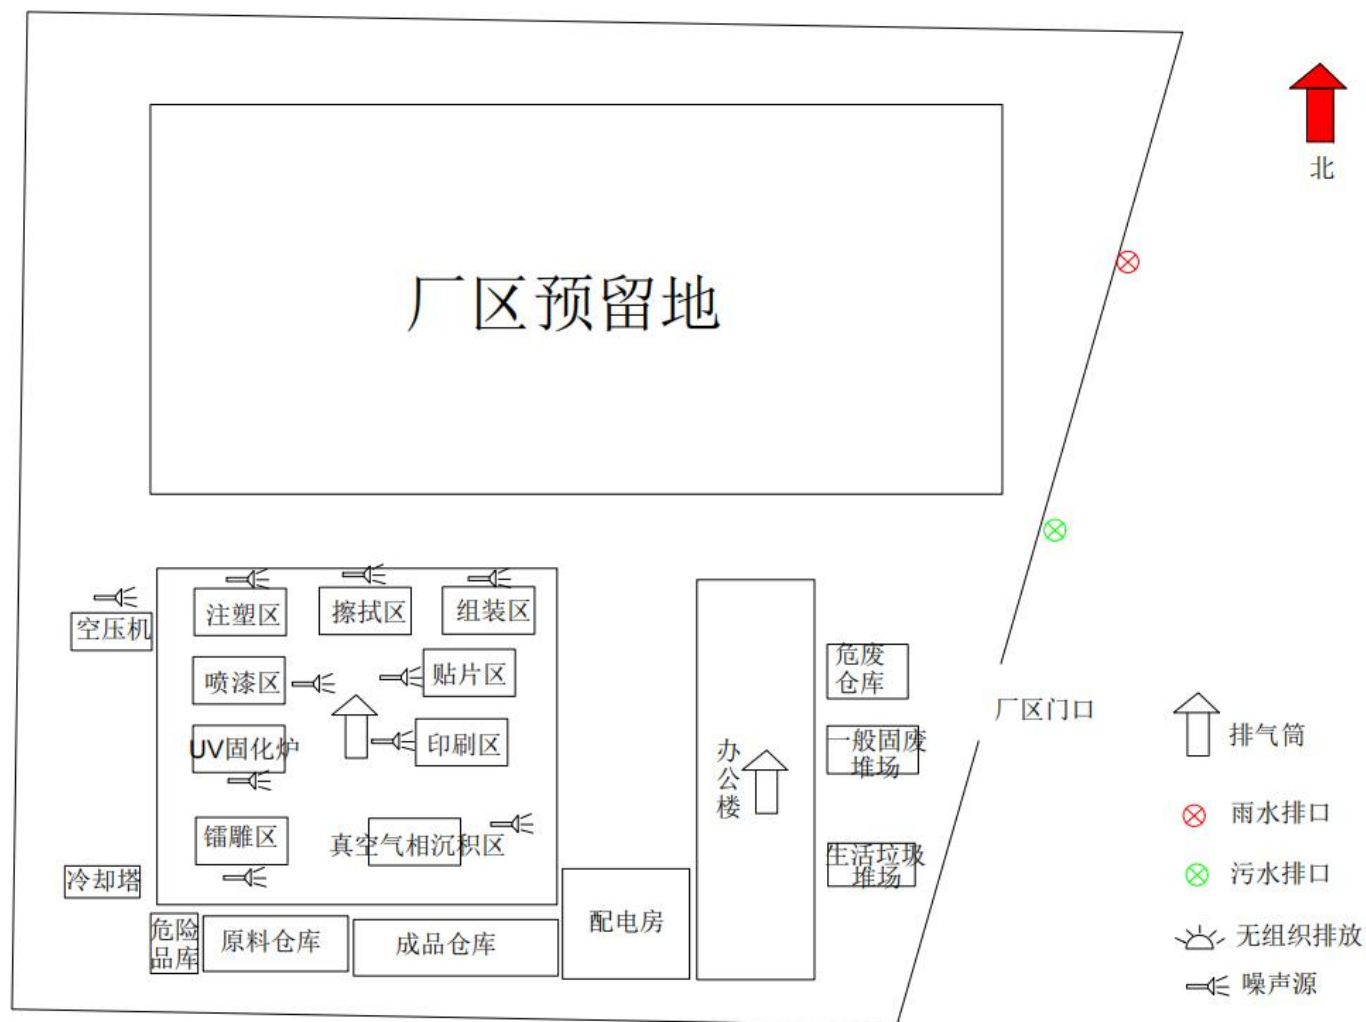 北
厂区预留地
注塑区
擦拭区
组装区
空压机
喷漆区
贴片区
危废
仓库
厂区门口
UV固化炉
印刷区
办
公
楼
一般固废
堆场
排气筒
雨水排口
镭雕区
真空气相沉积区
生活垃圾
堆场
冷却塔
污水排口
危险
品库
原料仓库
成品仓库
配电房
无组织排放
噪声源